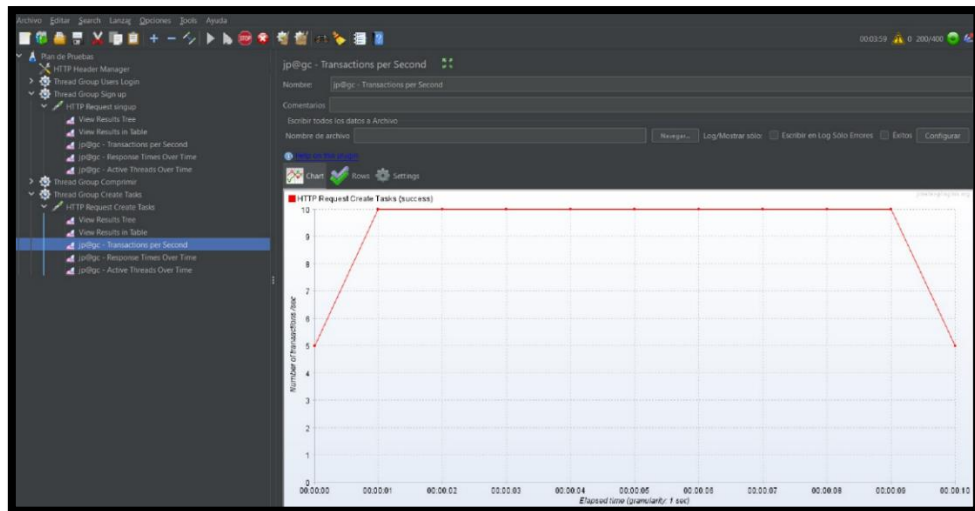 Archivo Editar Search Lanzar Opciones Tools Ayuda
00:03:59 0 200/400
Plan de Pruebas
HTTP Header Manager
Thread Group Users Login
Thread Group Sign up
HTTP Request singup
View Results Tree
View Results in Table
jp@gc - Transactions per Second
jp@gc - Response Times Over Time
jp@gc - Active Threads Over Time
Thread Group Comprimir
Thread Group Create Tasks
HTTP Request Create Tasks
View Results Tree
View Results in Table
jp@gc - Transactions per Second
jp@gc - Response Times Over Time
jp@gc - Active Threads Over Time
jp@gc - Transactions per Second
Nombre: jp@gc - Transactions per Second
Comentarios
Escribir todos los datos a Archivo
Nombre de archivo Navegar... Log/Mostrar sólo: Escribir en Log Sólo Errores Éxitos Configurar
Help on this plugin
Chart Rows Settings
HTTP Request Create Tasks (success)
10
9
8
7
6
5
4
3
2
1
0
Number of transactions /sec
00:00:00 00:00:01 00:00:02 00:00:03 00:00:04 00:00:05 00:00:06 00:00:07 00:00:08 00:00:09 00:00:10
Elapsed time (granularity: 1 sec)